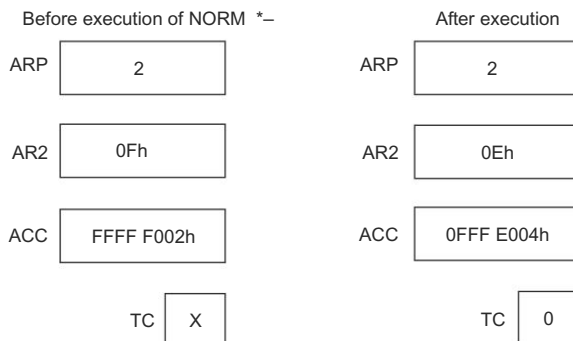 Before execution of NORM *–
After execution
ARP 2
ARP 2
AR2 0Fh
AR2 0Eh
ACC FFFF F002h
ACC 0FFF E004h
TC X
TC 0